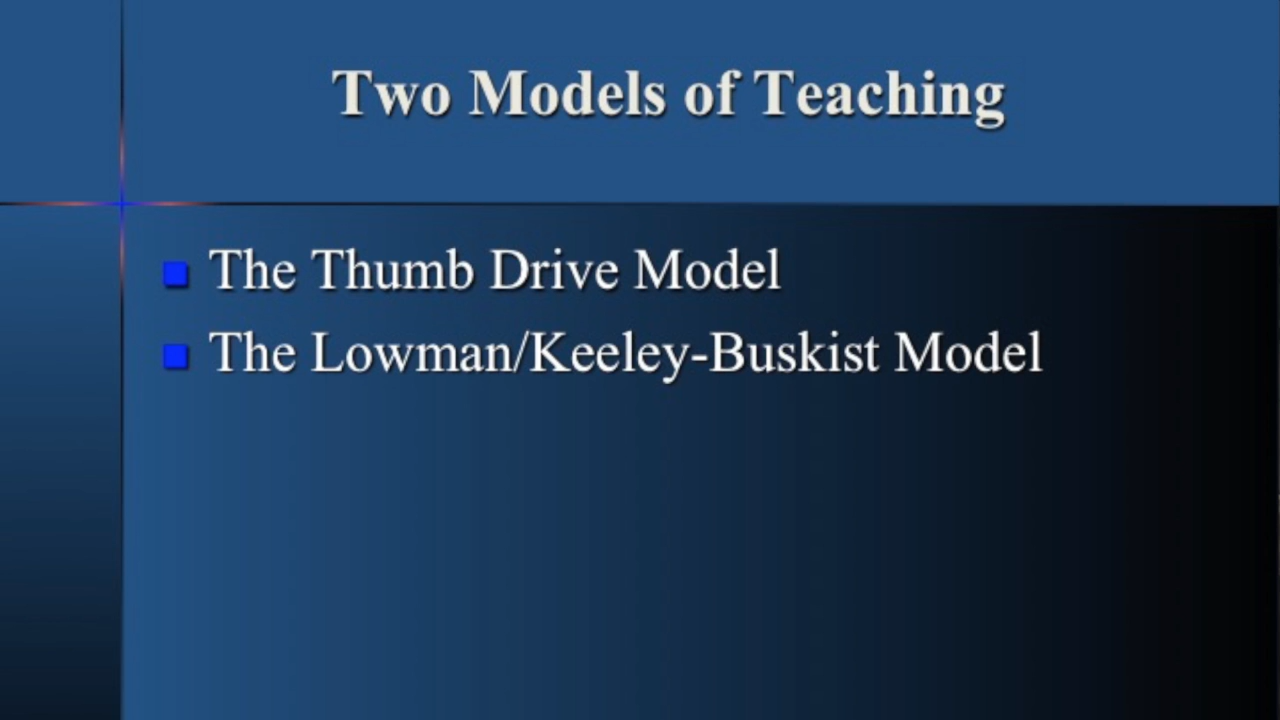 Two Models of Teaching
The Thumb Drive Model
The Lowman/Keeley-Buskist Model